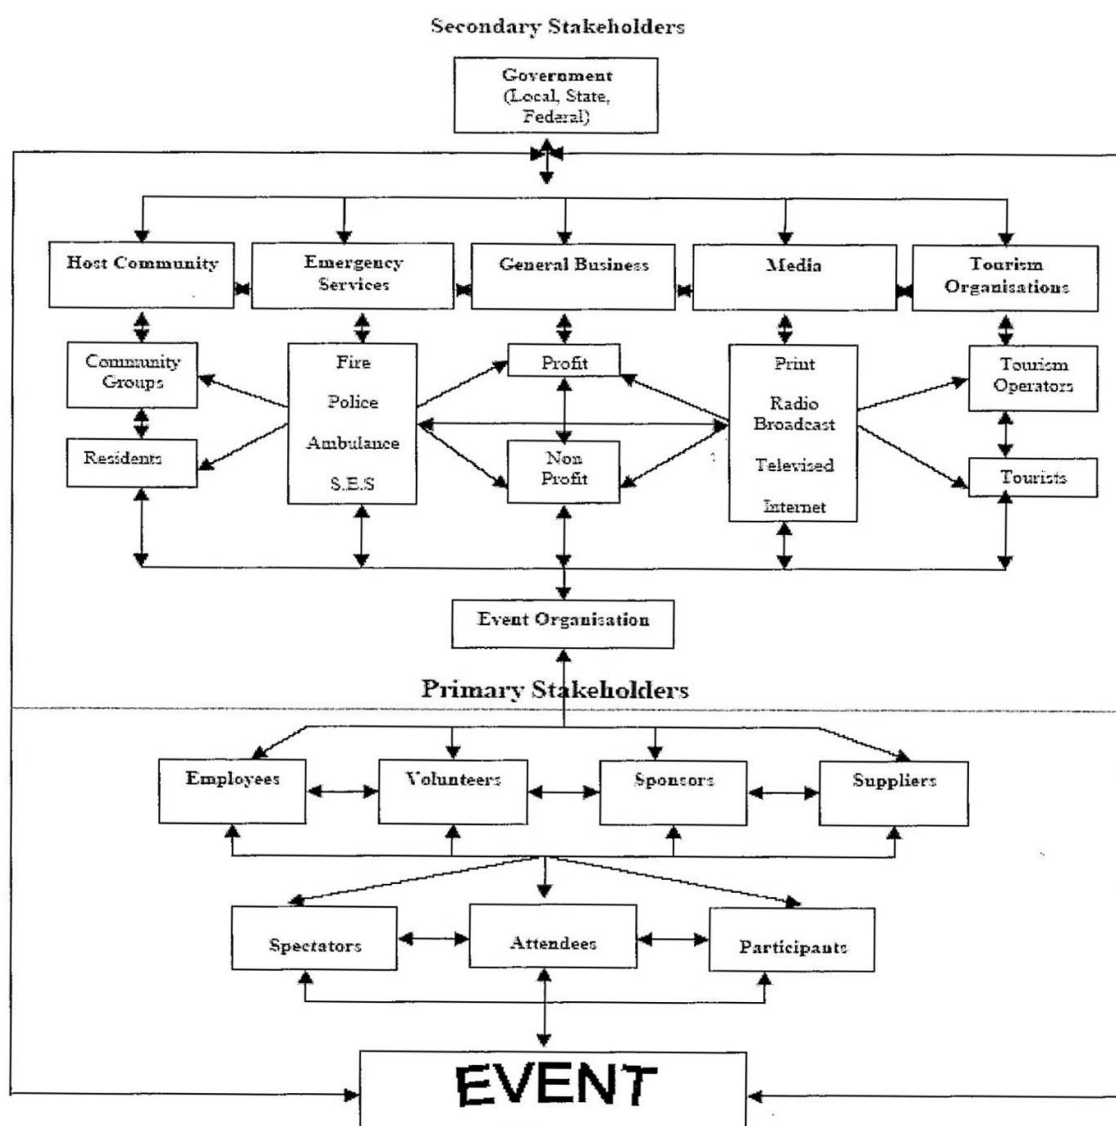 Secondary Stakeholders
Government
(Local, State,
Federal)
Host Community
Emergency
Services
General Business
Media
Tourism
Organisations
Community
Groups
Residents
Fire
Police
Ambulance
S.E.S
Profit
Non
Profit
Print
Radio
Broadcast
Televised
Internet
Tourism
Operators
Tourists
Event Organisation
Primary Stakeholders
Employees
Volunteers
Sponsors
Suppliers
Spectators
Attendees
Participants
EVENT